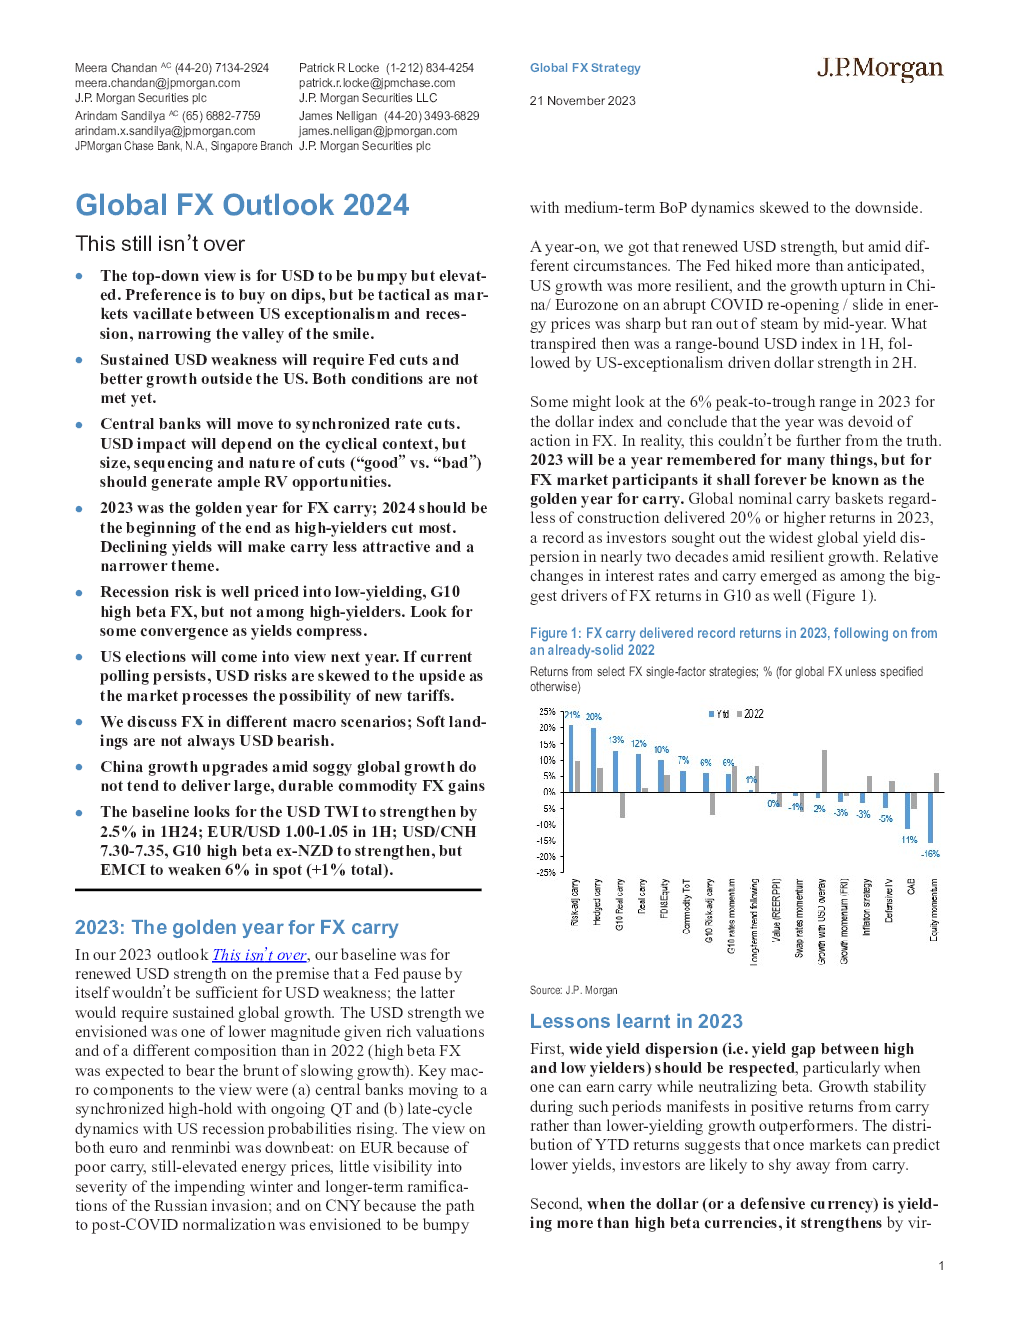 Meera Chandan AC (44-20) 7134-2924
meera.chandan@jpmorgan.com
J.P. Morgan Securities plc
Arindam Sandilya AC (65) 6882-7759
arindam.x.sandilya@jpmorgan.com
JPMorgan Chase Bank, N.A., Singapore Branch
Patrick R Locke (1-212) 834-4254
patrick.r.locke@jpmchase.com
J.P. Morgan Securities LLC
James Nelligan (44-20) 3493-6829
james.nelligan@jpmorgan.com
J.P. Morgan Securities plc
Global FX Strategy
21 November 2023
J.P.Morgan
Global FX Outlook 2024
This still isn't over
• The top-down view is for USD to be bumpy but elevat-
ed. Preference is to buy on dips, but be tactical as mar-
kets vacillate between US exceptionalism and reces-
sion, narrowing the valley of the smile.
• Sustained USD weakness will require Fed cuts and
better growth outside the US. Both conditions are not
met yet.
• Central banks will move to synchronized rate cuts.
USD impact will depend on the cyclical context, but
size, sequencing and nature of cuts (“good” vs. “bad”)
should generate ample RV opportunities.
• 2023 was the golden year for FX carry; 2024 should be
the beginning of the end as high-yielders cut most.
Declining yields will make carry less attractive and a
narrower theme.
• Recession risk is well priced into low-yielding, G10
high beta FX, but not among high-yielders. Look for
some convergence as yields compress.
• US elections will come into view next year. If current
polling persists, USD risks are skewed to the upside as
the market processes the possibility of new tariffs.
• We discuss FX in different macro scenarios; Soft land-
ings are not always USD bearish.
• China growth upgrades amid soggy global growth do
not tend to deliver large, durable commodity FX gains
• The baseline looks for the USD TWI to strengthen by
2.5% in 1H24; EUR/USD 1.00-1.05 in 1H; USD/CNH
7.30-7.35, G10 high beta ex-NZD to strengthen, but
EMCI to weaken 6% in spot (+1% total).
2023: The golden year for FX carry
In our 2023 outlook This isn't over, our baseline was for
renewed USD strength on the premise that a Fed pause by
itself wouldn't be sufficient for USD weakness; the latter
would require sustained global growth. The USD strength we
envisioned was one of lower magnitude given rich valuations
and of a different composition than in 2022 (high beta FX
was expected to bear the brunt of slowing growth). Key mac-
ro components to the view were (a) central banks moving to a
synchronized high-hold with ongoing QT and (b) late-cycle
dynamics with US recession probabilities rising. The view on
both euro and renminbi was downbeat: on EUR because of
poor carry, still-elevated energy prices, little visibility into
severity of the impending winter and longer-term ramifica-
tions of the Russian invasion; and on CNY because the path
to post-COVID normalization was envisioned to be bumpy
with medium-term BoP dynamics skewed to the downside.
A year-on, we got that renewed USD strength, but amid dif-
ferent circumstances. The Fed hiked more than anticipated,
US growth was more resilient, and the growth upturn in Chi-
na/ Eurozone on an abrupt COVID re-opening / slide in ener-
gy prices was sharp but ran out of steam by mid-year. What
transpired then was a range-bound USD index in 1H, fol-
lowed by US-exceptionalism driven dollar strength in 2H.
Some might look at the 6% peak-to-trough range in 2023 for
the dollar index and conclude that the year was devoid of
action in FX. In reality, this couldn't be further from the truth.
2023 will be a year remembered for many things, but for
FX market participants it shall forever be known as the
golden year for carry. Global nominal carry baskets regard-
less of construction delivered 20% or higher returns in 2023,
a record as investors sought out the widest global yield dis-
persion in nearly two decades amid resilient growth. Relative
changes in interest rates and carry emerged as among the big-
gest drivers of FX returns in G10 as well (Figure 1).
Figure 1: FX carry delivered record returns in 2023, following on from
an already-solid 2022
Returns from select FX single-factor strategies; % (for global FX unless specified
otherwise)
Ytd 2022
25%
20%
15%
10%
5%
0%
-5%
-10%
-15%
-20%
-25%
21% 20% 13% 12% 10% 7% 6% 6% 1% 0% -1% 2% -3% -3% -5% 11% -16%
Risk-adj carry
Hedged carry
G10 Real carry
Real carry
FDI&Equity
Commodity ToT
G10 Risk-adj carry
G10 rates momentum
Long-term trend following
Value (REER PPI)
Swap rates momentum
Growth with USD overlay
Growth momentum (FRI)
Inflation strategy
Defensive IV
CAB
Equity momentum
Source: J.P. Morgan
Lessons learnt in 2023
First, wide yield dispersion (i.e. yield gap between high
and low yielders) should be respected, particularly when
one can earn carry while neutralizing beta. Growth stability
during such periods manifests in positive returns from carry
rather than lower-yielding growth outperformers. The distri-
bution of YTD returns suggests that once markets can predict
lower yields, investors are likely to shy away from carry.
Second, when the dollar (or a defensive currency) is yield-
ing more than high beta currencies, it strengthens by vir-
1